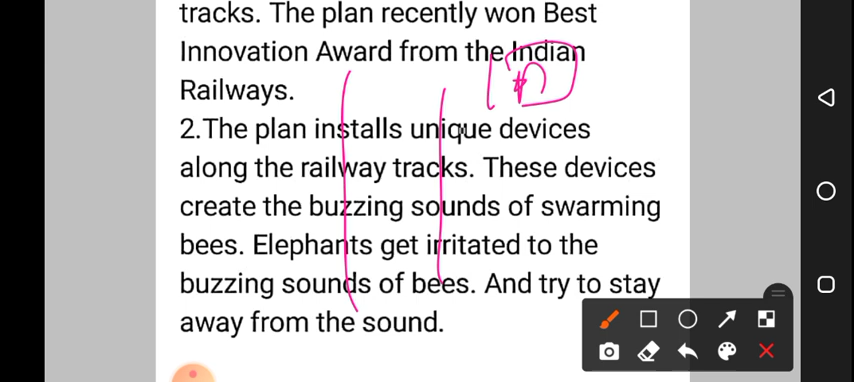 tracks. The plan recently won Best
Innovation Award from the Indian
Railways.
2.The plan installs unique devices
along the railway tracks. These devices
create the buzzing sounds of swarming
bees. Elephants get irritated to the
buzzing sounds of bees. And try to stay
away from the sound.